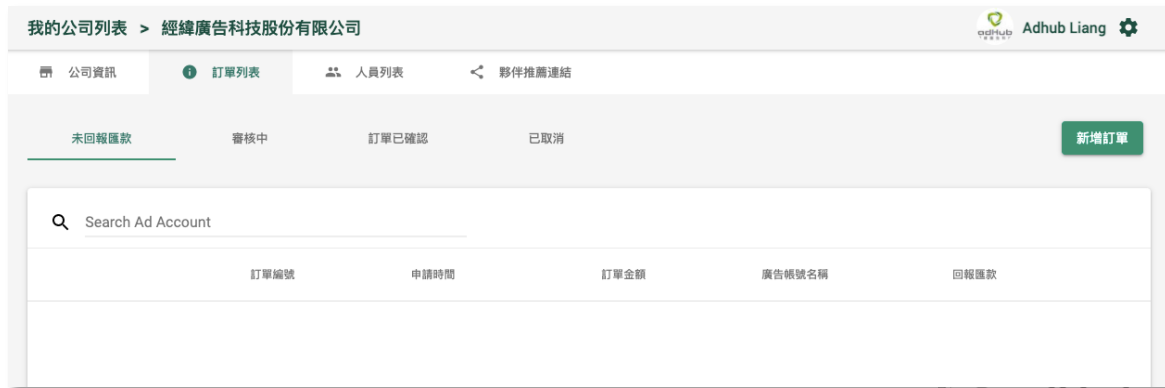 我的公司列表 > 經緯廣告科技股份有限公司
adHub
Adhub Liang
公司資訊 訂單列表 人員列表 夥伴推薦連結
未回報匯款 審核中 訂單已確認 已取消 新增訂單
Search Ad Account
訂單編號 申請時間 訂單金額 廣告帳號名稱 回報匯款